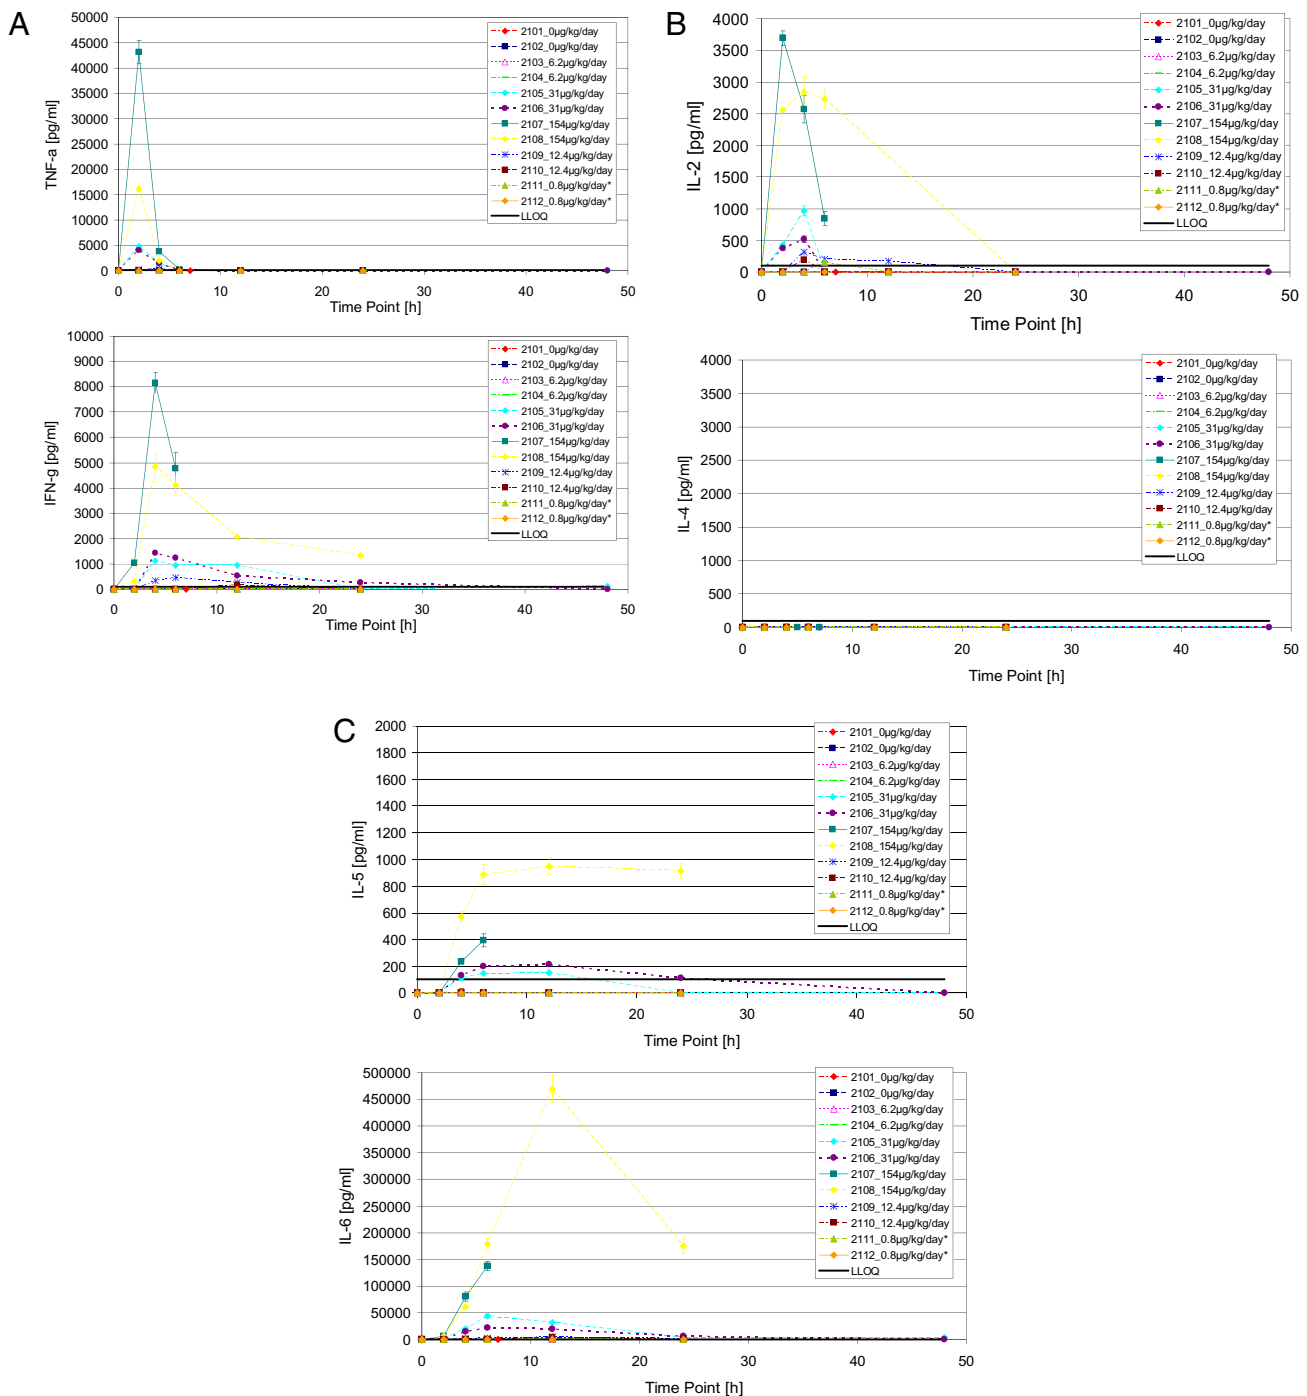 A
TNF-a [pg/ml]
50000
45000
40000
35000
30000
25000
20000
15000
10000
5000
0
0 10 20 30 40 50
Time Point [h]
2101_0µg/kg/day
2102_0µg/kg/day
2103_6.2µg/kg/day
2104_6.2µg/kg/day
2105_31µg/kg/day
2106_31µg/kg/day
2107_154µg/kg/day
2108_154µg/kg/day
2109_12.4µg/kg/day
2110_12.4µg/kg/day
2111_0.8µg/kg/day*
2112_0.8µg/kg/day*
LLOQ
IFN-g [pg/ml]
10000
9000
8000
7000
6000
5000
4000
3000
2000
1000
0
0 10 20 30 40 50
Time Point [h]
2101_0µg/kg/day
2102_0µg/kg/day
2103_6.2µg/kg/day
2104_6.2µg/kg/day
2105_31µg/kg/day
2106_31µg/kg/day
2107_154µg/kg/day
2108_154µg/kg/day
2109_12.4µg/kg/day
2110_12.4µg/kg/day
2111_0.8µg/kg/day*
2112_0.8µg/kg/day*
LLOQ
B
IL-2 [pg/ml]
4000
3500
3000
2500
2000
1500
1000
500
0
0 10 20 30 40 50
Time Point [h]
2101_0µg/kg/day
2102_0µg/kg/day
2103_6.2µg/kg/day
2104_6.2µg/kg/day
2105_31µg/kg/day
2106_31µg/kg/day
2107_154µg/kg/day
2108_154µg/kg/day
2109_12.4µg/kg/day
2110_12.4µg/kg/day
2111_0.8µg/kg/day*
2112_0.8µg/kg/day*
LLOQ
IL-4 [pg/ml]
4000
3500
3000
2500
2000
1500
1000
500
0
0 10 20 30 40 50
Time Point [h]
2101_0µg/kg/day
2102_0µg/kg/day
2103_6.2µg/kg/day
2104_6.2µg/kg/day
2105_31µg/kg/day
2106_31µg/kg/day
2107_154µg/kg/day
2108_154µg/kg/day
2109_12.4µg/kg/day
2110_12.4µg/kg/day
2111_0.8µg/kg/day*
2112_0.8µg/kg/day*
LLOQ
C
IL-5 [pg/ml]
2000
1800
1600
1400
1200
1000
800
600
400
200
0
0 10 20 30 40 50
Time Point [h]
2101_0µg/kg/day
2102_0µg/kg/day
2103_6.2µg/kg/day
2104_6.2µg/kg/day
2105_31µg/kg/day
2106_31µg/kg/day
2107_154µg/kg/day
2108_154µg/kg/day
2109_12.4µg/kg/day
2110_12.4µg/kg/day
2111_0.8µg/kg/day*
2112_0.8µg/kg/day*
LLOQ
IL-6 [pg/ml]
500000
450000
400000
350000
300000
250000
200000
150000
100000
50000
0
0 10 20 30 40 50
Time Point [h]
2101_0µg/kg/day
2102_0µg/kg/day
2103_6.2µg/kg/day
2104_6.2µg/kg/day
2105_31µg/kg/day
2106_31µg/kg/day
2107_154µg/kg/day
2108_154µg/kg/day
2109_12.4µg/kg/day
2110_12.4µg/kg/day
2111_0.8µg/kg/day*
2112_0.8µg/kg/day*
LLOQ